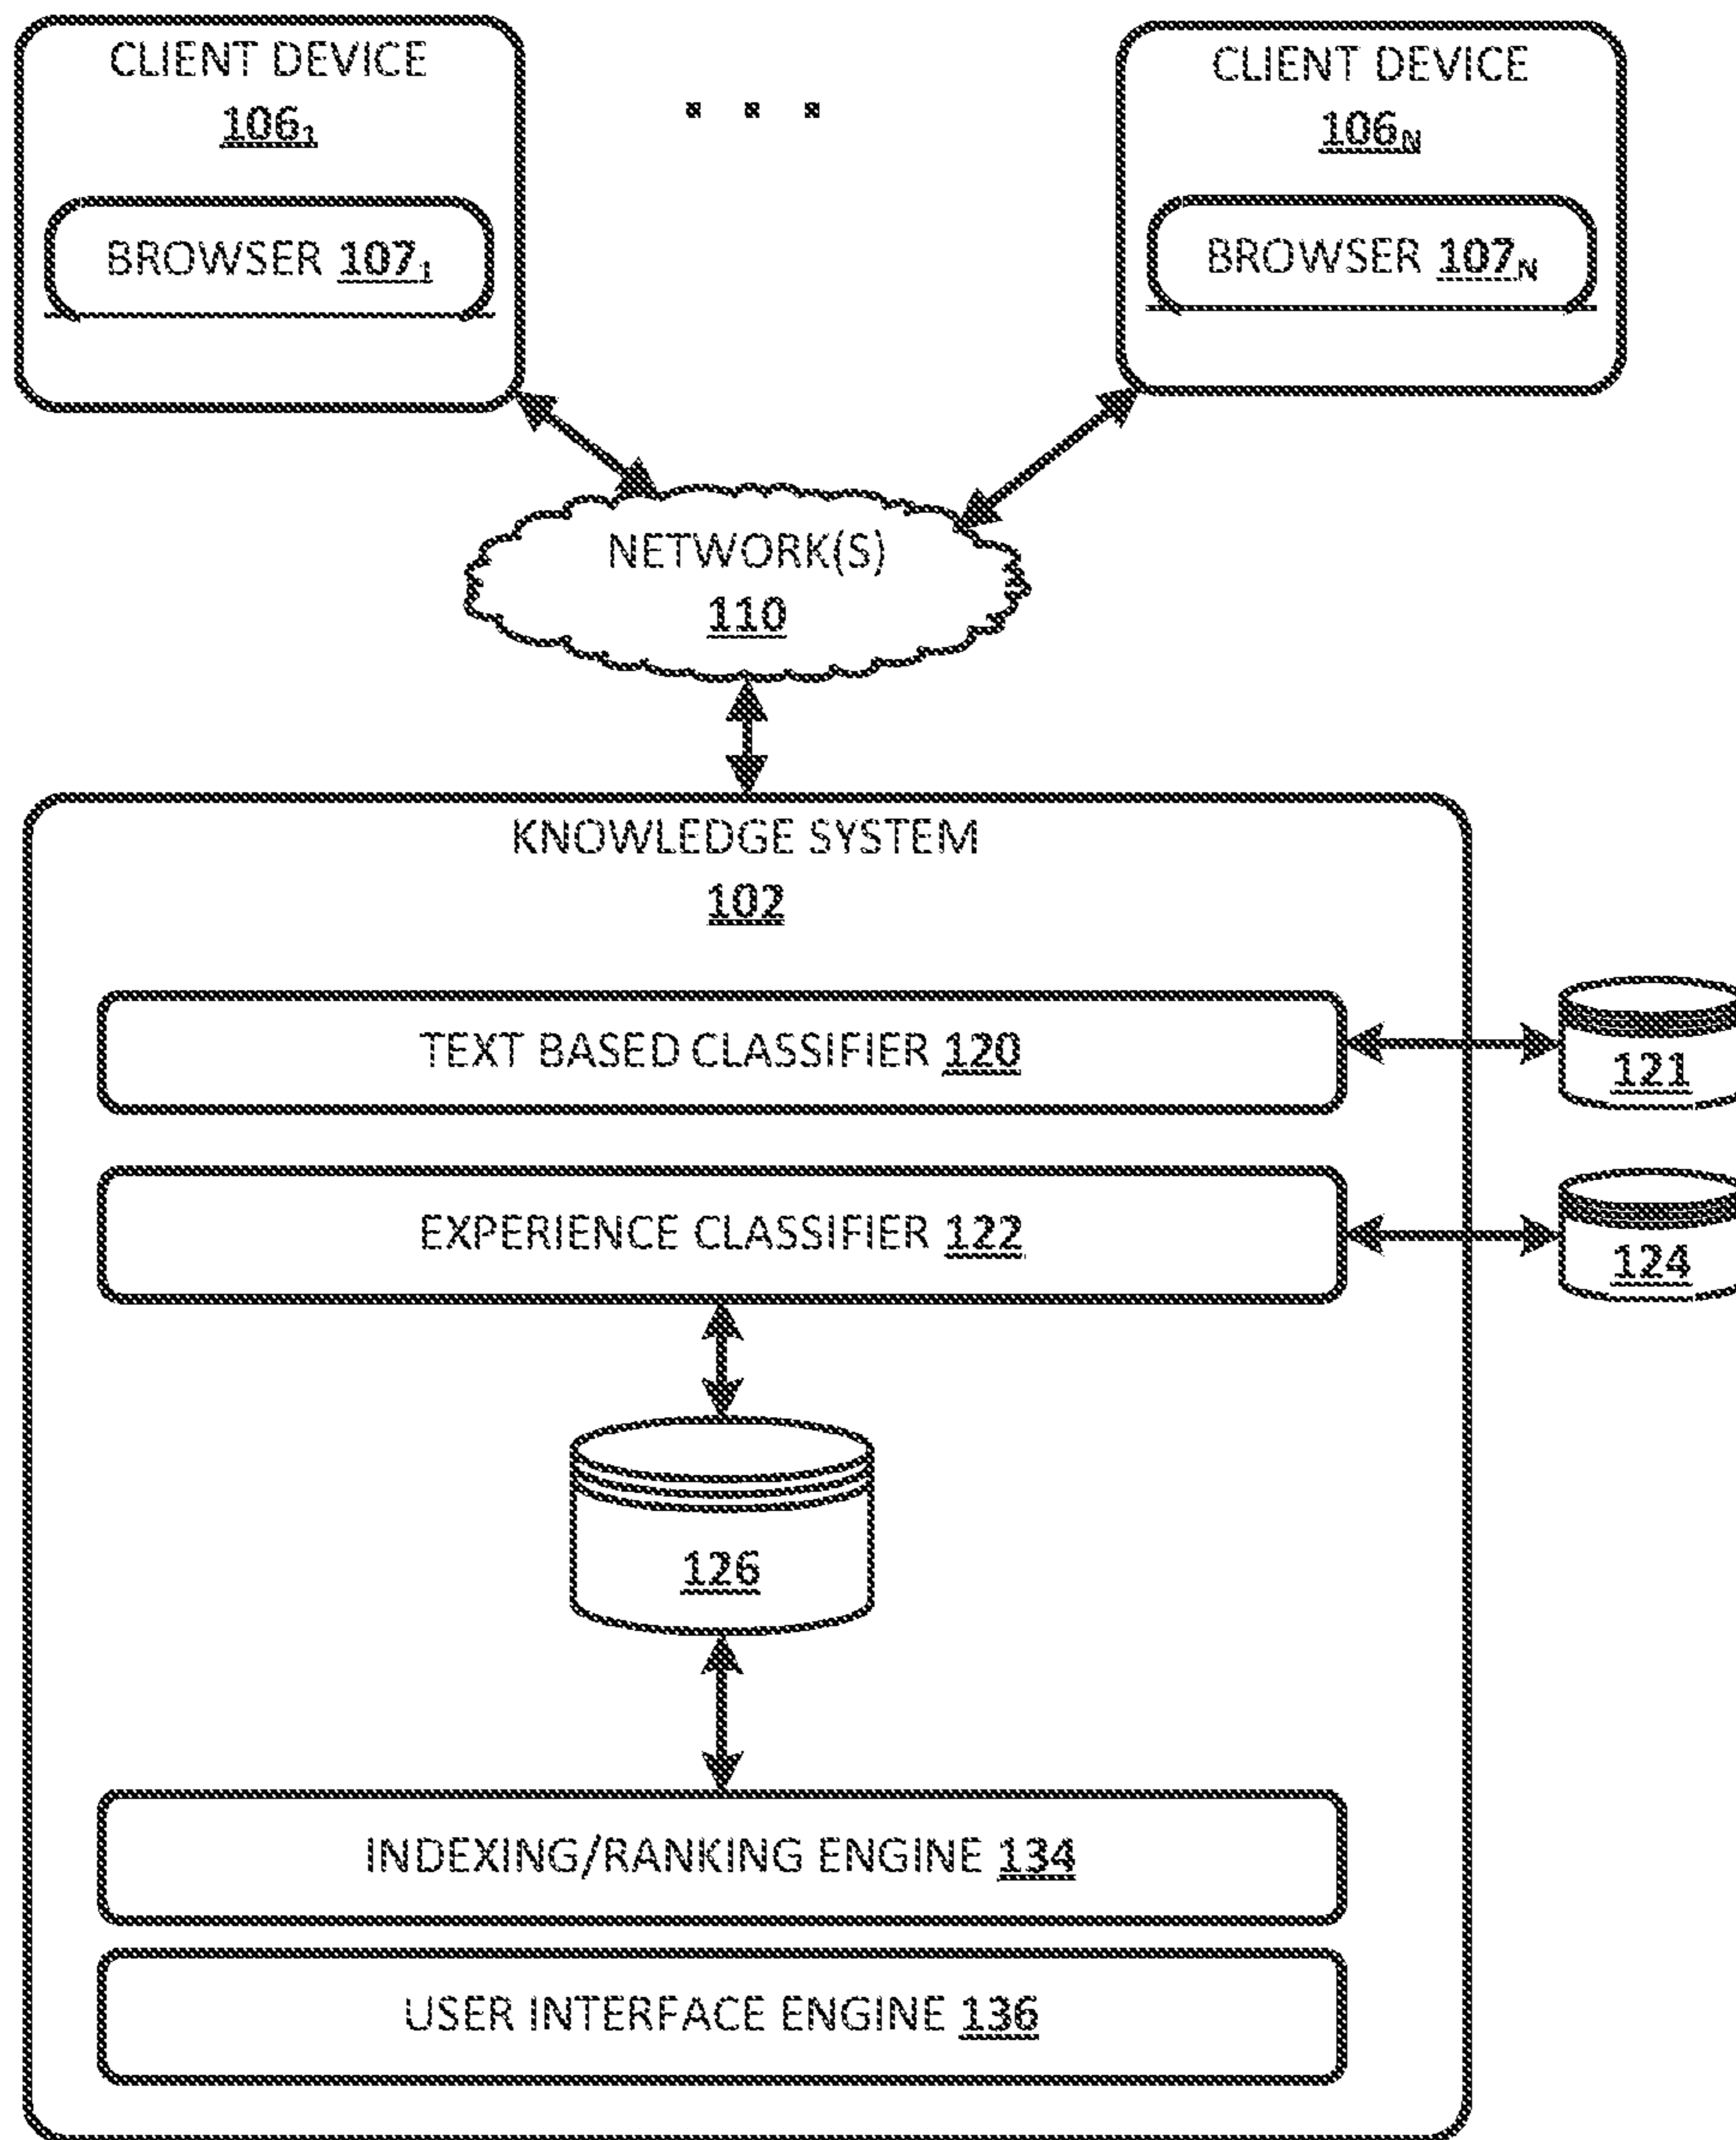 CLIENT DEVICE
106₁
BROWSER 107₁
. . .
CLIENT DEVICE
106ₙ
BROWSER 107ₙ
NETWORK(S)
110
KNOWLEDGE SYSTEM
102
TEXT BASED CLASSIFIER 120
121
EXPERIENCE CLASSIFIER 122
124
126
INDEXING/RANKING ENGINE 134
USER INTERFACE ENGINE 136